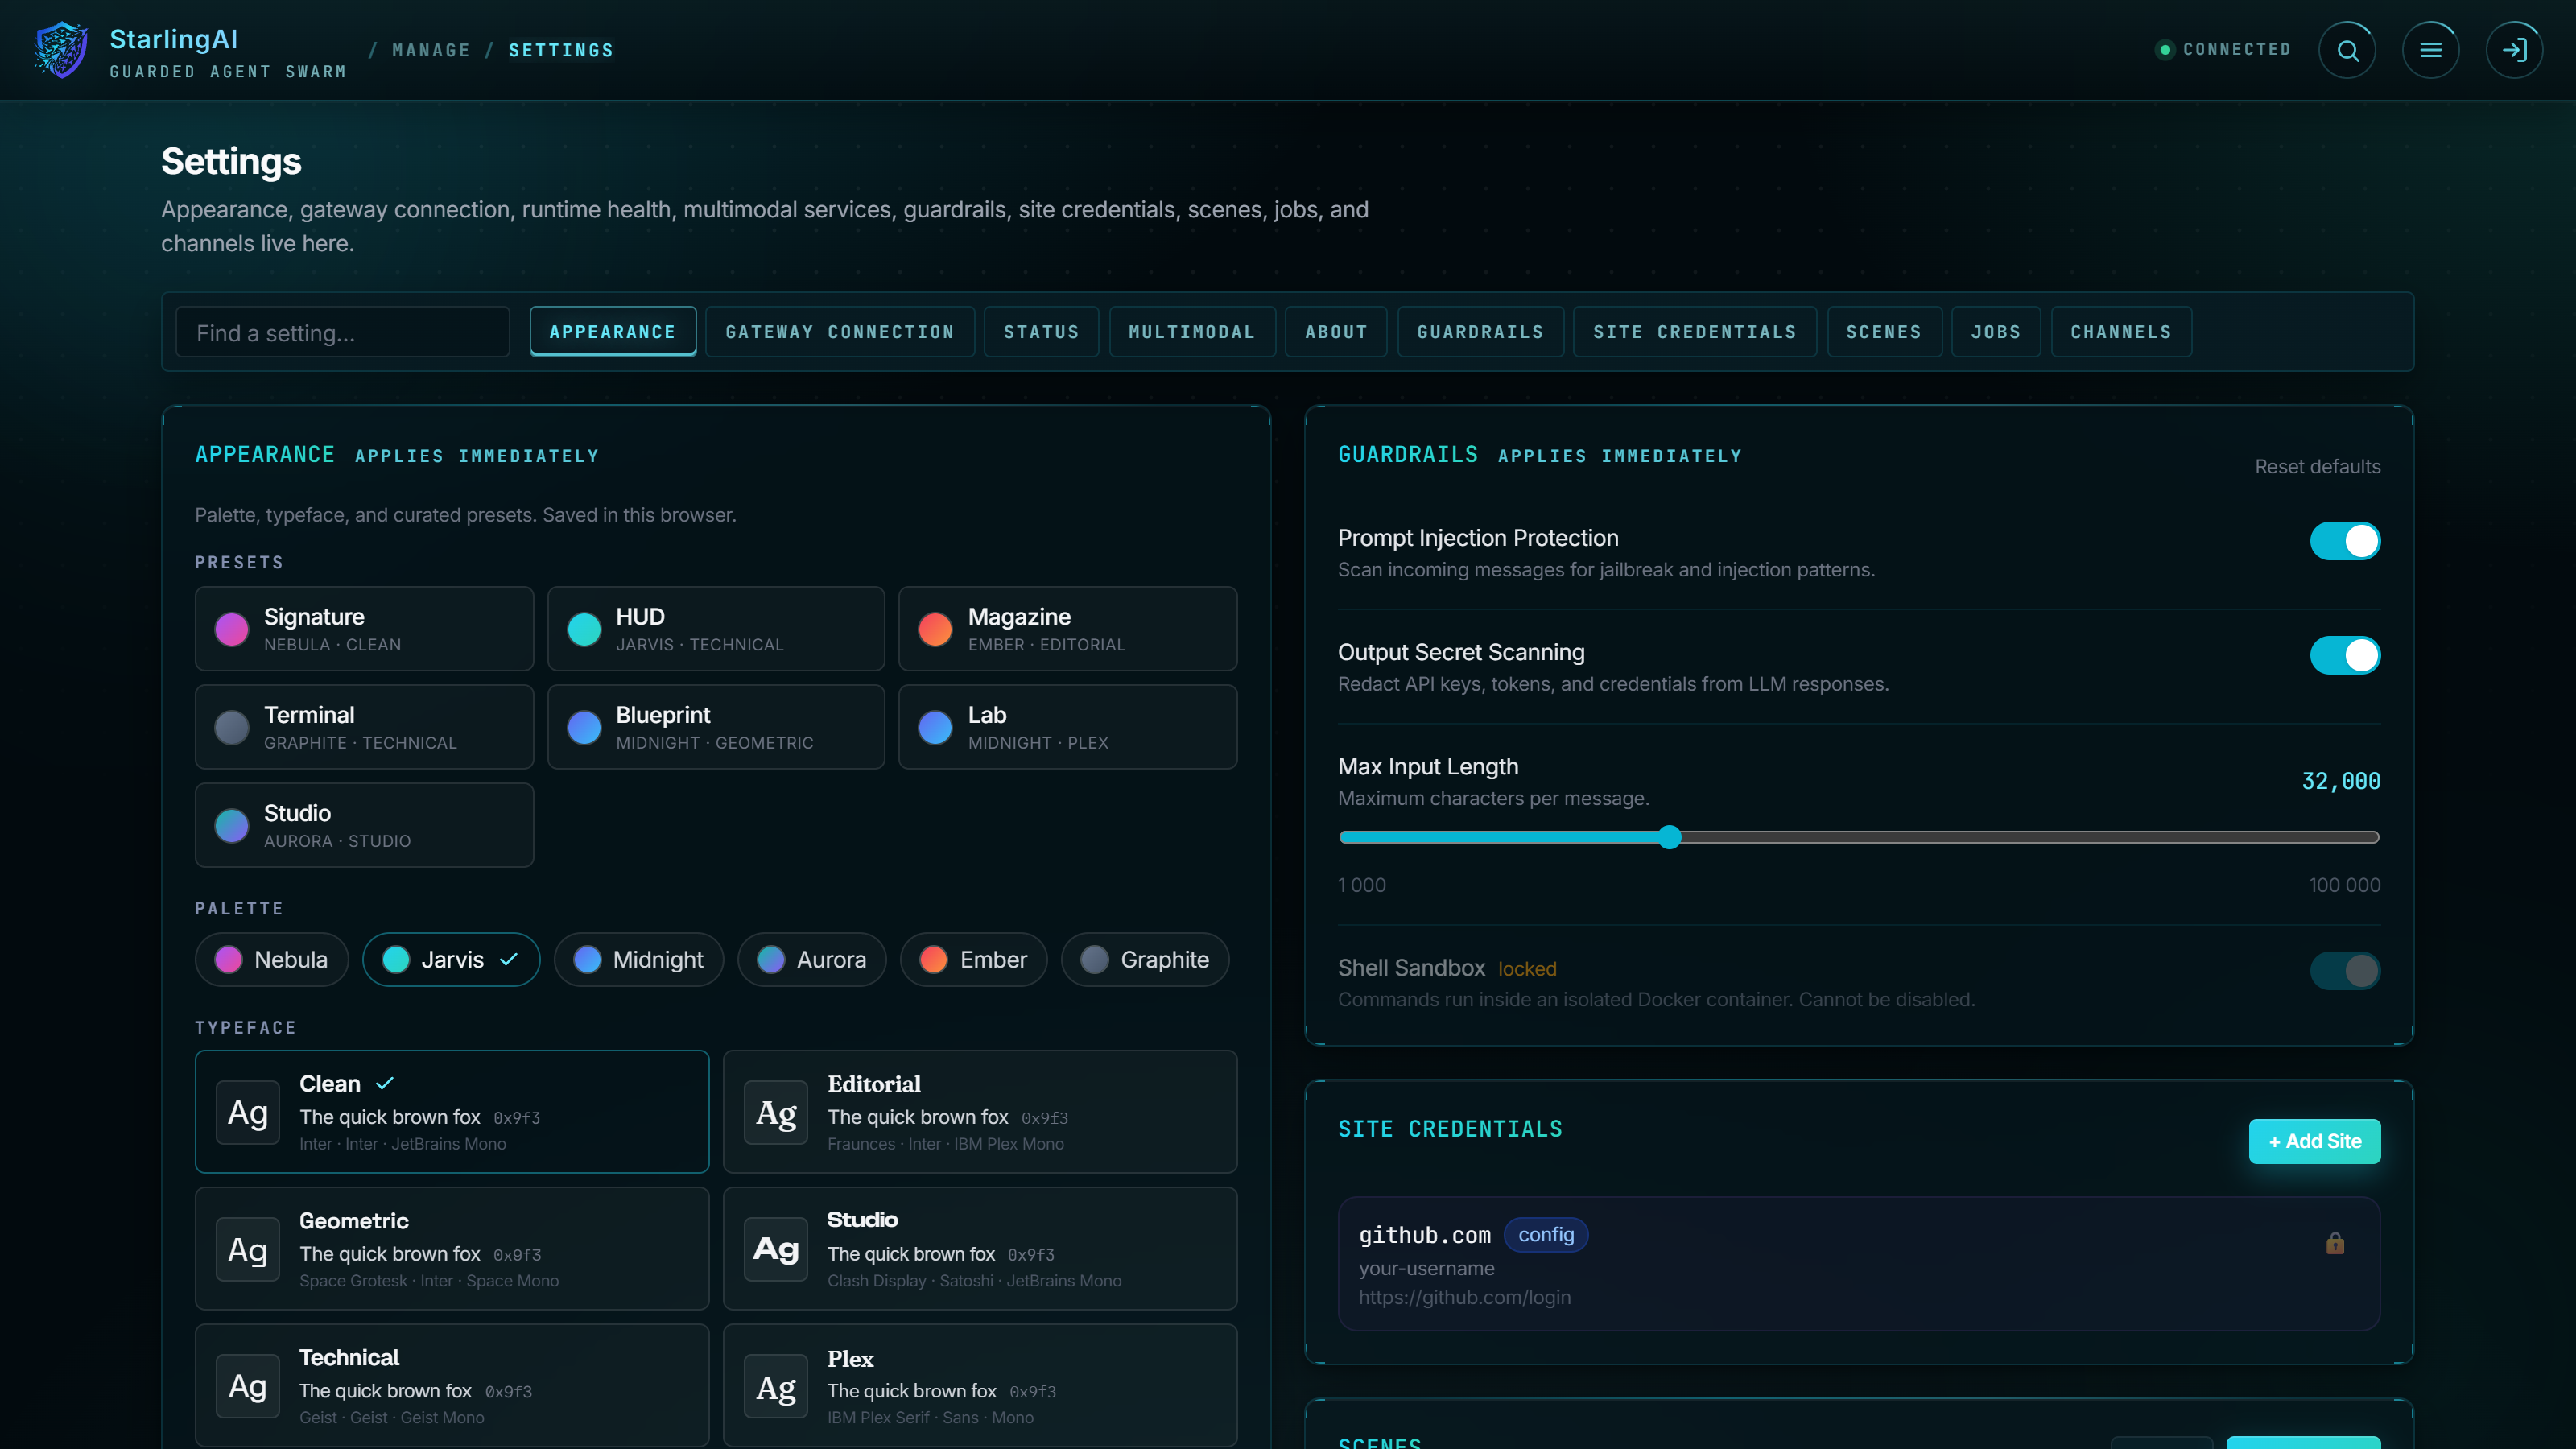 StarlingAI
GUARDED AGENT SWARM
/ MANAGE / SETTINGS
CONNECTED
Settings
Appearance, gateway connection, runtime health, multimodal services, guardrails, site credentials, scenes, jobs, and
channels live here.
Find a setting...
APPEARANCE
GATEWAY CONNECTION
STATUS
MULTIMODAL
ABOUT
GUARDRAILS
SITE CREDENTIALS
SCENES
JOBS
CHANNELS
APPEARANCE APPLIES IMMEDIATELY
Palette, typeface, and curated presets. Saved in this browser.
PRESETS
Signature
NEBULA · CLEAN
HUD
JARVIS · TECHNICAL
Magazine
EMBER · EDITORIAL
Terminal
GRAPHITE · TECHNICAL
Blueprint
MIDNIGHT · GEOMETRIC
Lab
MIDNIGHT · PLEX
Studio
AURORA · STUDIO
PALETTE
Nebula
Jarvis
Midnight
Aurora
Ember
Graphite
TYPEFACE
Ag
Clean
The quick brown fox 0x9f3
Inter · Inter · JetBrains Mono
Ag
Editorial
The quick brown fox 0x9f3
Fraunces · Inter · IBM Plex Mono
Ag
Geometric
The quick brown fox 0x9f3
Space Grotesk · Inter · Space Mono
Ag
Studio
The quick brown fox 0x9f3
Clash Display · Satoshi · JetBrains Mono
Ag
Technical
The quick brown fox 0x9f3
Geist · Geist · Geist Mono
Ag
Plex
The quick brown fox 0x9f3
IBM Plex Serif · Sans · Mono
GUARDRAILS APPLIES IMMEDIATELY
Reset defaults
Prompt Injection Protection
Scan incoming messages for jailbreak and injection patterns.
Output Secret Scanning
Redact API keys, tokens, and credentials from LLM responses.
Max Input Length
Maximum characters per message.
32,000
1 000
100 000
Shell Sandbox locked
Commands run inside an isolated Docker container. Cannot be disabled.
SITE CREDENTIALS
+ Add Site
github.com config
your-username
https://github.com/login
SCENES